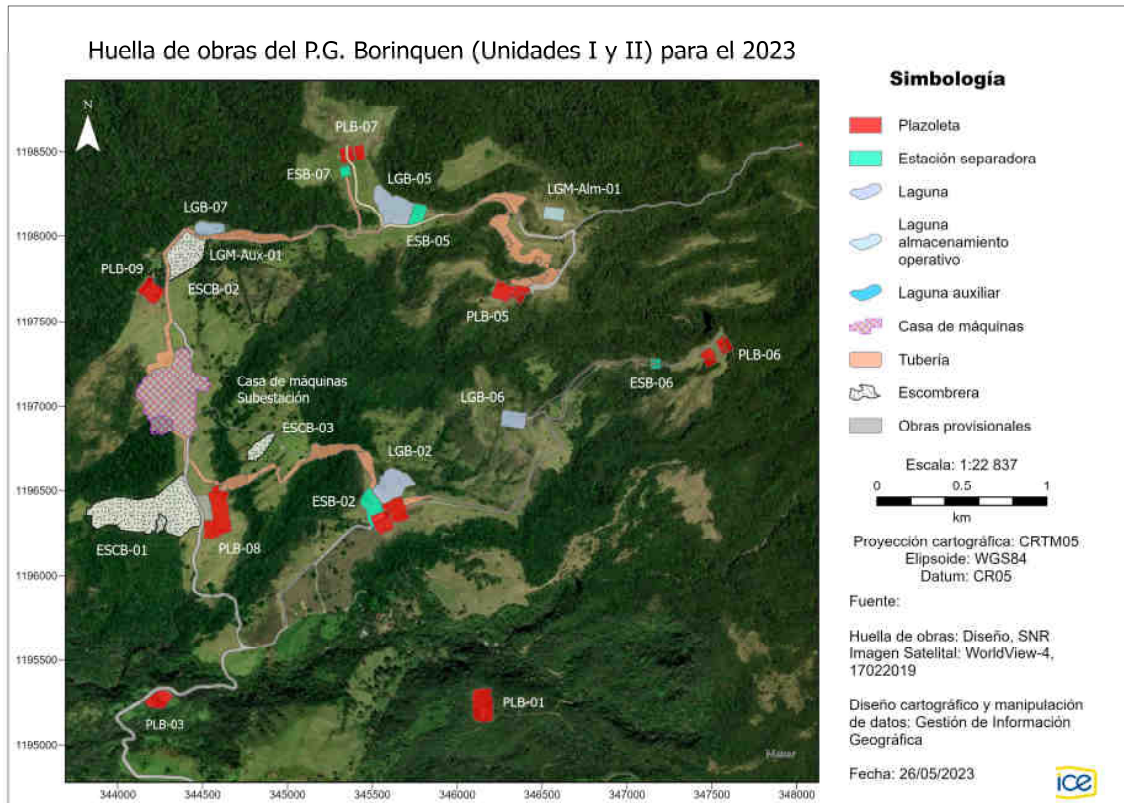 Huella de obras del P.G. Borinquen (Unidades I y II) para el 2023
N
PLB-07
ESB-07
LGB-05
LGM-Alm-01
LGB-07
ESB-05
LGM-Aux-01
PLB-09
ESCB-02
PLB-05
PLB-06
ESB-06
Casa de máquinas
Subestación
LGB-06
ESCB-03
LGB-02
ESB-02
ESCB-01
PLB-08
PLB-03
PLB-01
Maxar
1198500
1198000
1197500
1197000
1196500
1196000
1195500
1195000
344000
344500
345000
345500
346000
346500
347000
347500
348000
Simbología
Plazoleta
Estación separadora
Laguna
Laguna
almacenamiento
operativo
Laguna auxiliar
Casa de máquinas
Tubería
Escombrera
Obras provisionales
Escala: 1:22 837
0 0.5 1
km
Proyección cartográfica: CRTM05
Elipsoide: WGS84
Datum: CR05
Fuente:
Huella de obras: Diseño, SNR
Imagen Satelital: WorldView-4,
17022019
Diseño cartográfico y manipulación
de datos: Gestión de Información
Geográfica
Fecha: 26/05/2023
ice